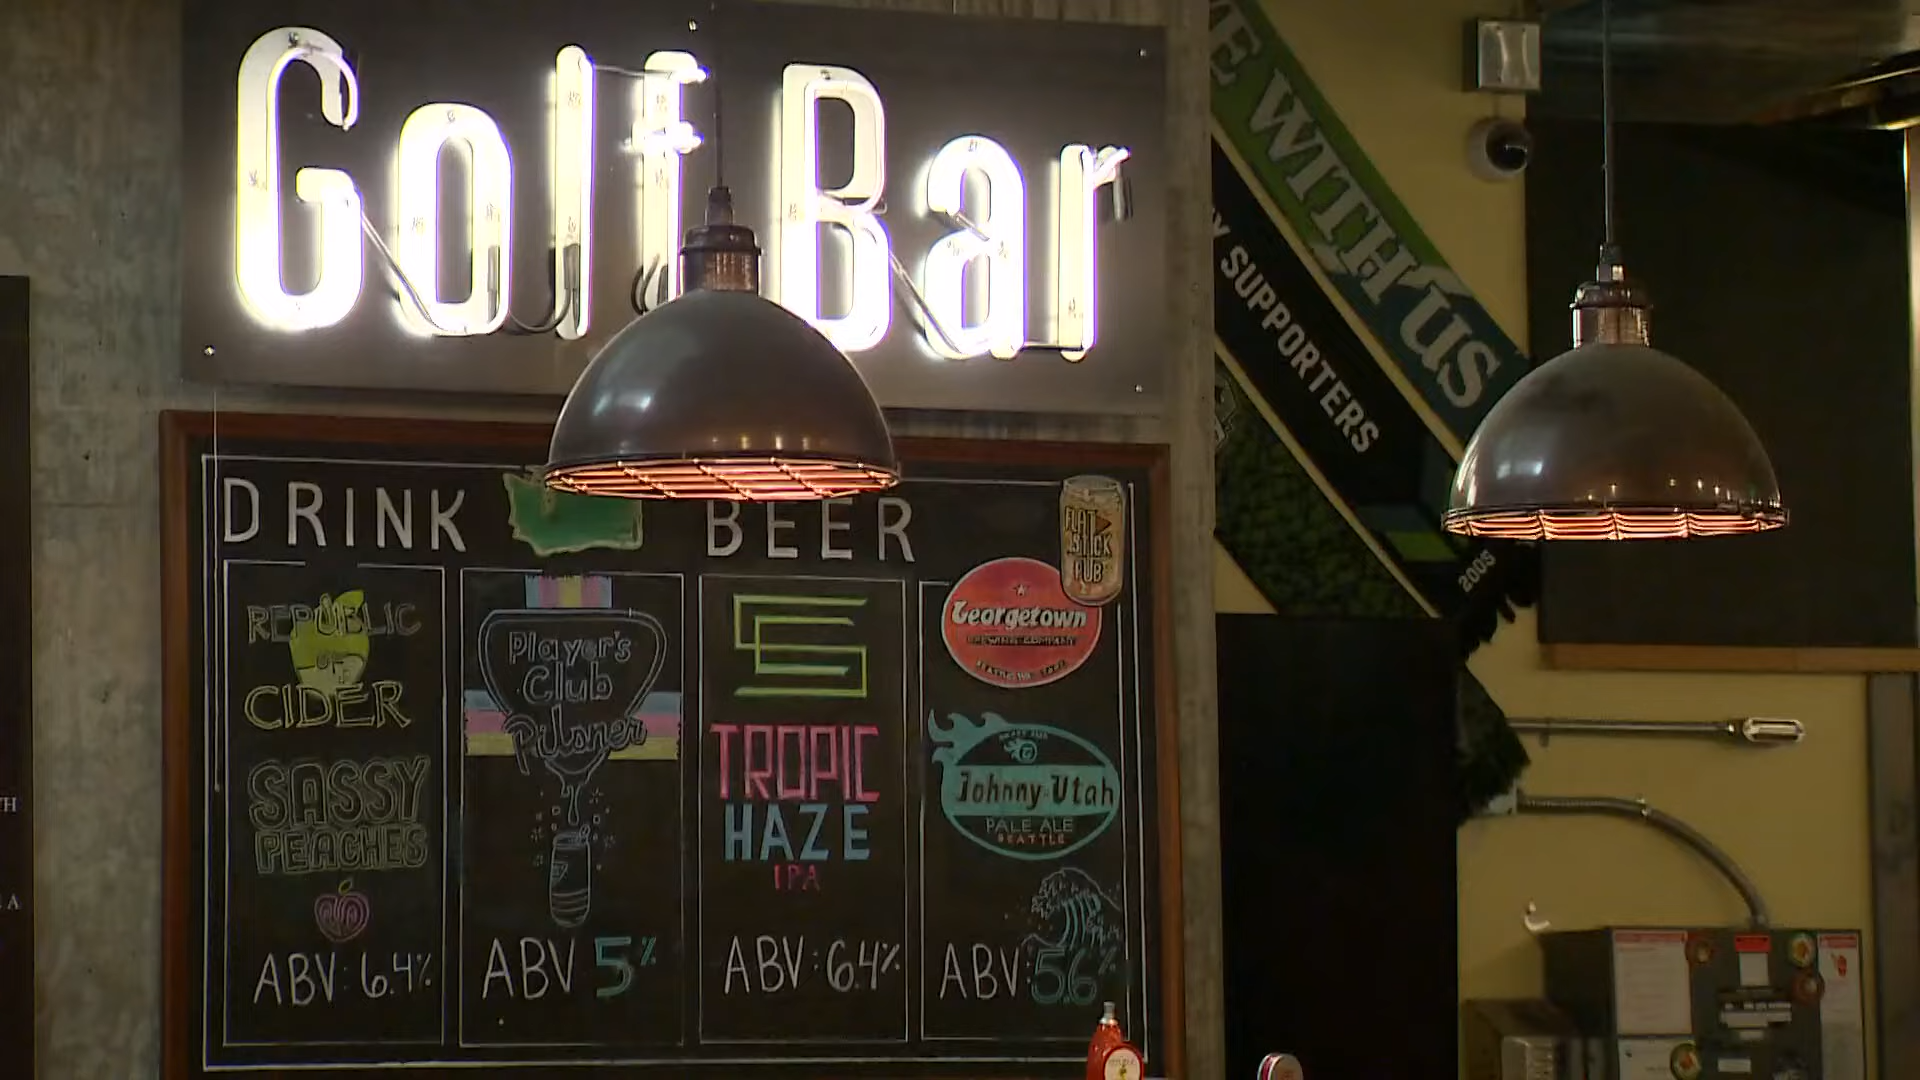 Golf Bar
E WITH US
Y SUPPORTERS
2005
DRINK BEER
REPUBLIC
CIDER
SASSY
PEACHES
ABV: 6.4%
Player's
Club
Pilsner
ABV 5%
TROPIC
HAZE
IPA
ABV: 6.4%
FLAT
STICK
PUB
Georgetown
BREWING COMPANY
Johnny Utah
PALE ALE
SEATTLE
ABV: 5.6%
TH
A